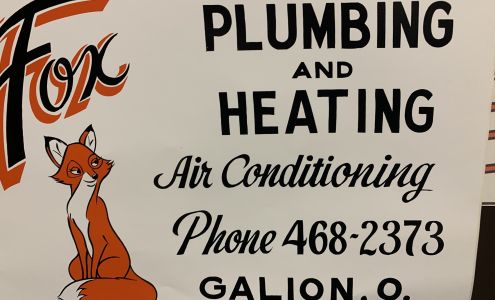 Fox
PLUMBING
AND
HEATING
Air Conditioning
Phone 468-2373
GALION, O.